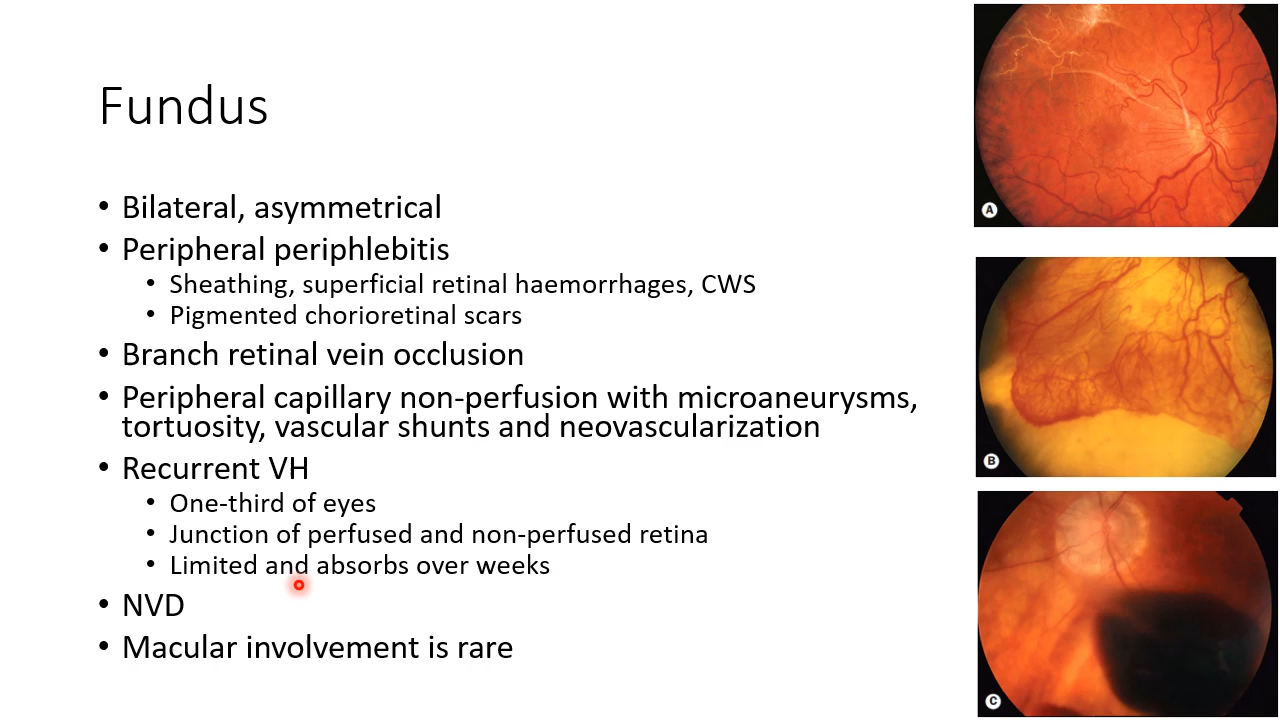 Fundus
• Bilateral, asymmetrical
• Peripheral periphlebitis
• Sheathing, superficial retinal haemorrhages, CWS
• Pigmented chorioretinal scars
• Branch retinal vein occlusion
• Peripheral capillary non-perfusion with microaneurysms,
tortuosity, vascular shunts and neovascularization
• Recurrent VH
• One-third of eyes
• Junction of perfused and non-perfused retina
• Limited and absorbs over weeks
• NVD
• Macular involvement is rare
A
B
C